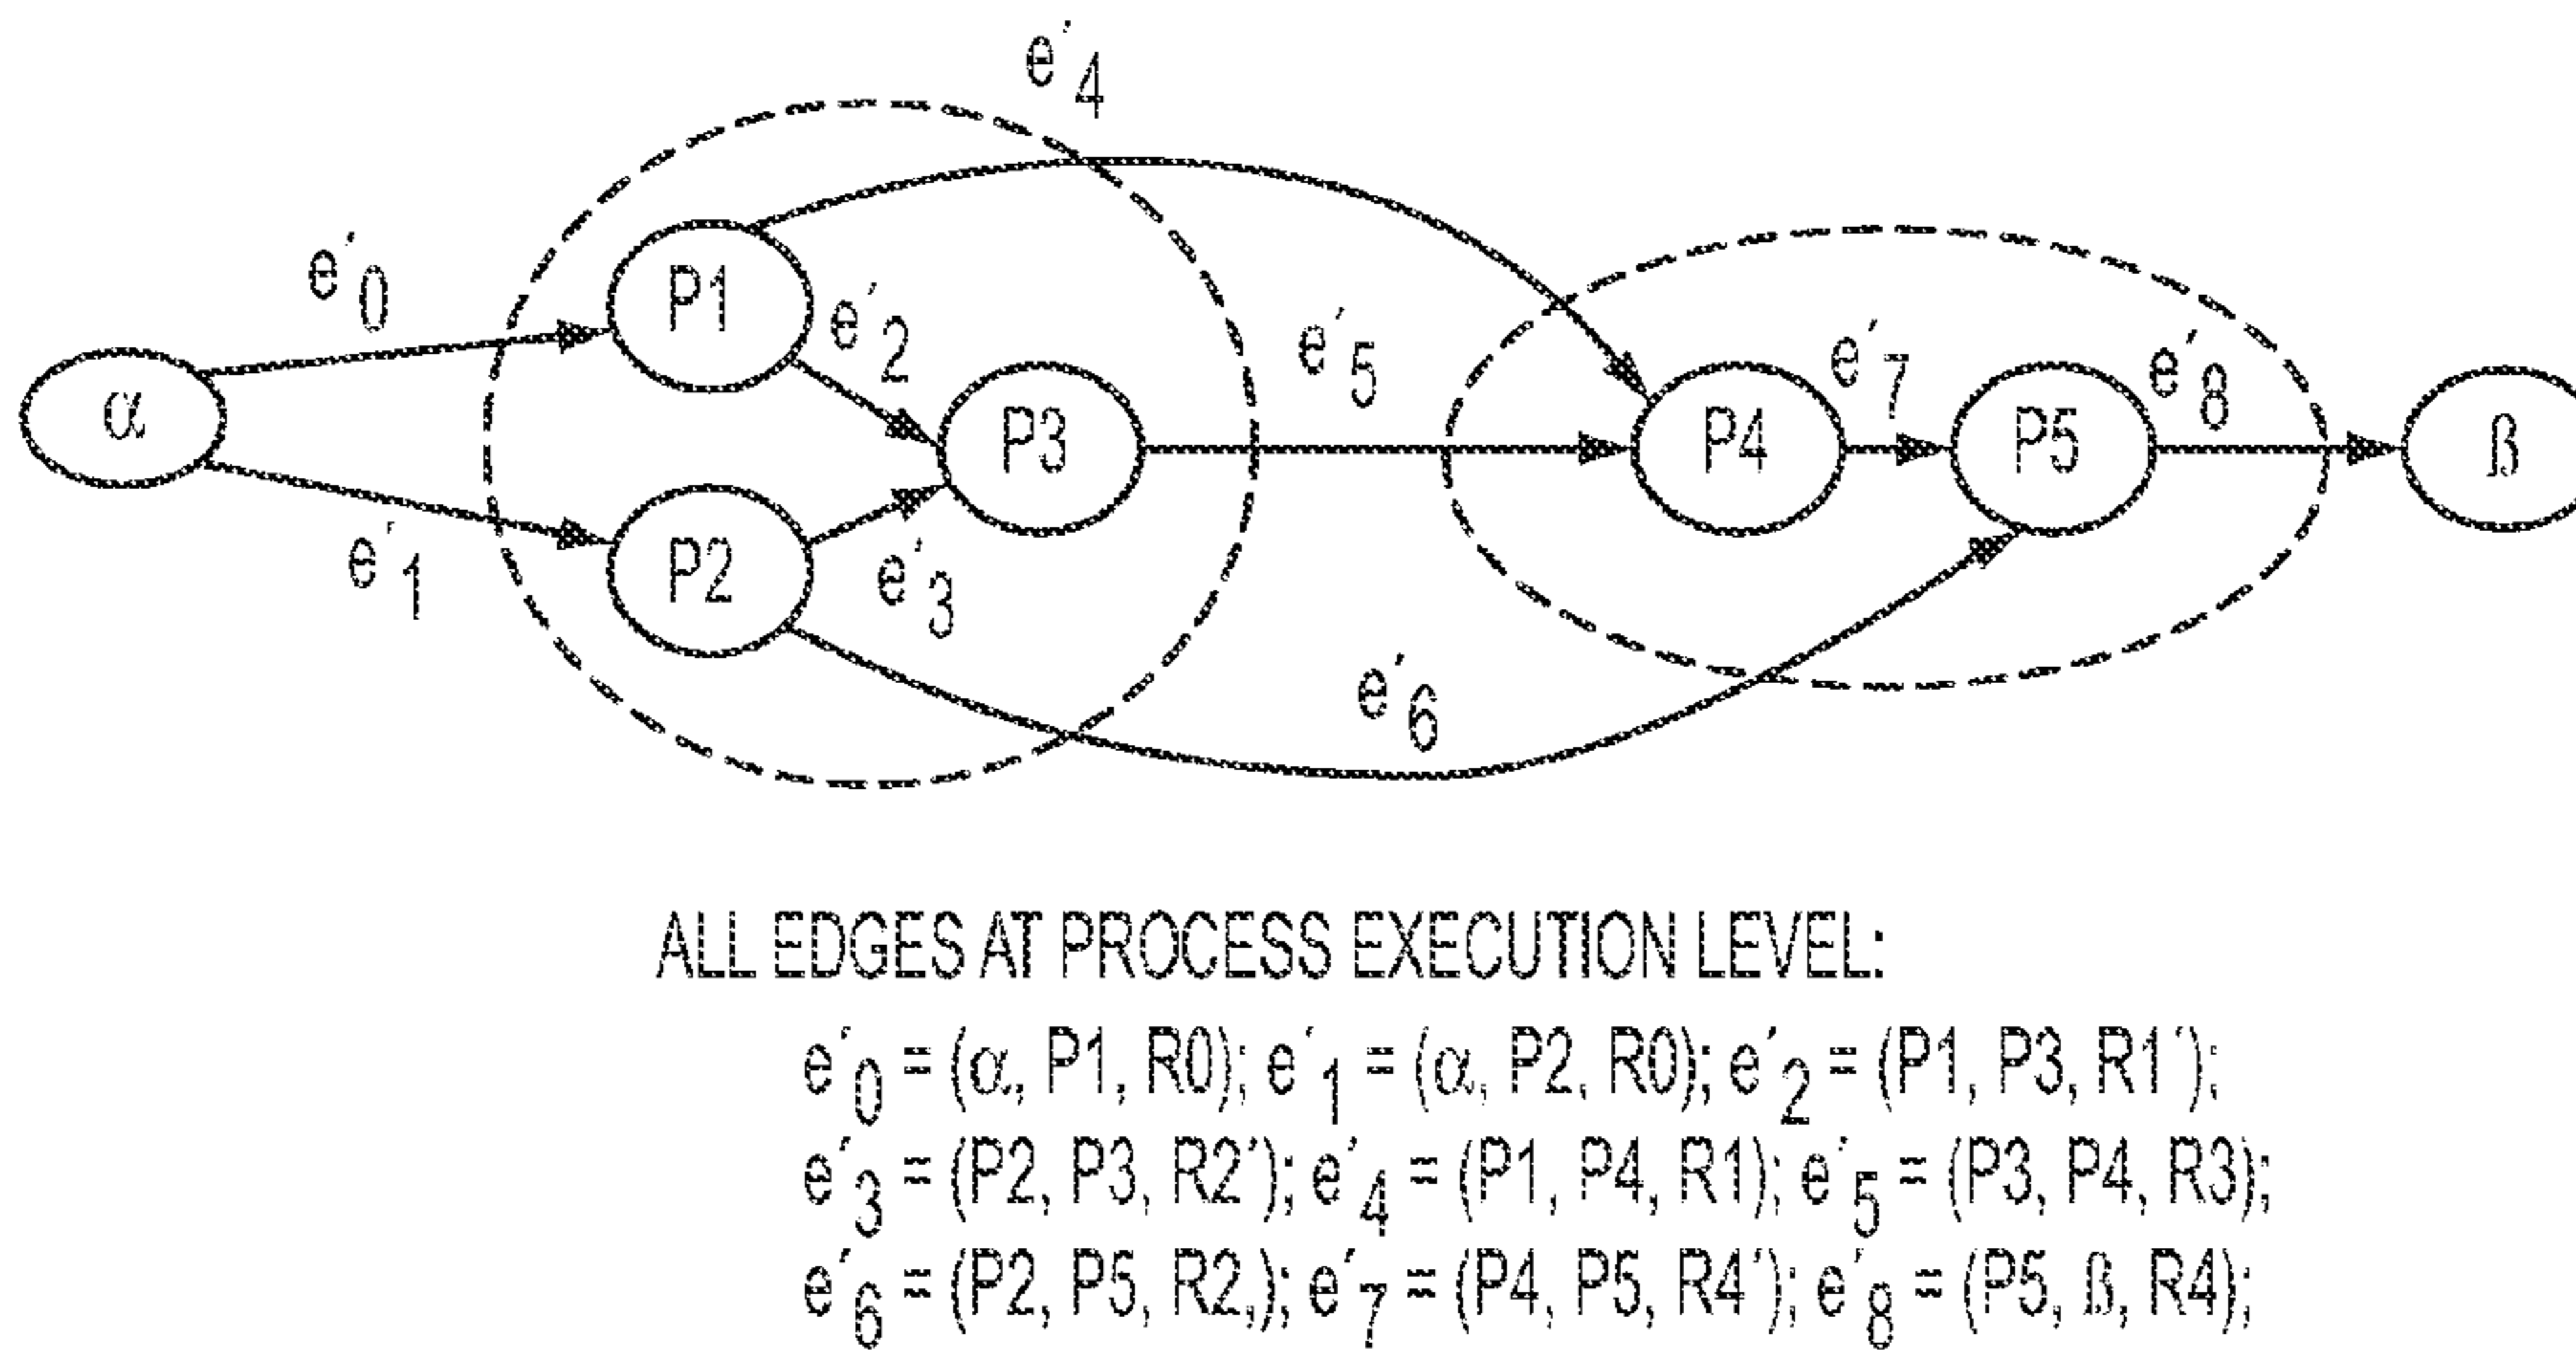 e′4
e′0
P1
e′2
e′5
e′7
e′8
α
P3
P4
P5
ß
e′1
P2
e′3
e′6
ALL EDGES AT PROCESS EXECUTION LEVEL:
e′0 = (α, P1, R0); e′1 = (α, P2, R0); e′2 = (P1, P3, R1′);
e′3 = (P2, P3, R2′); e′4 = (P1, P4, R1); e′5 = (P3, P4, R3);
e′6 = (P2, P5, R2,); e′7 = (P4, P5, R4′); e′8 = (P5, ß, R4);